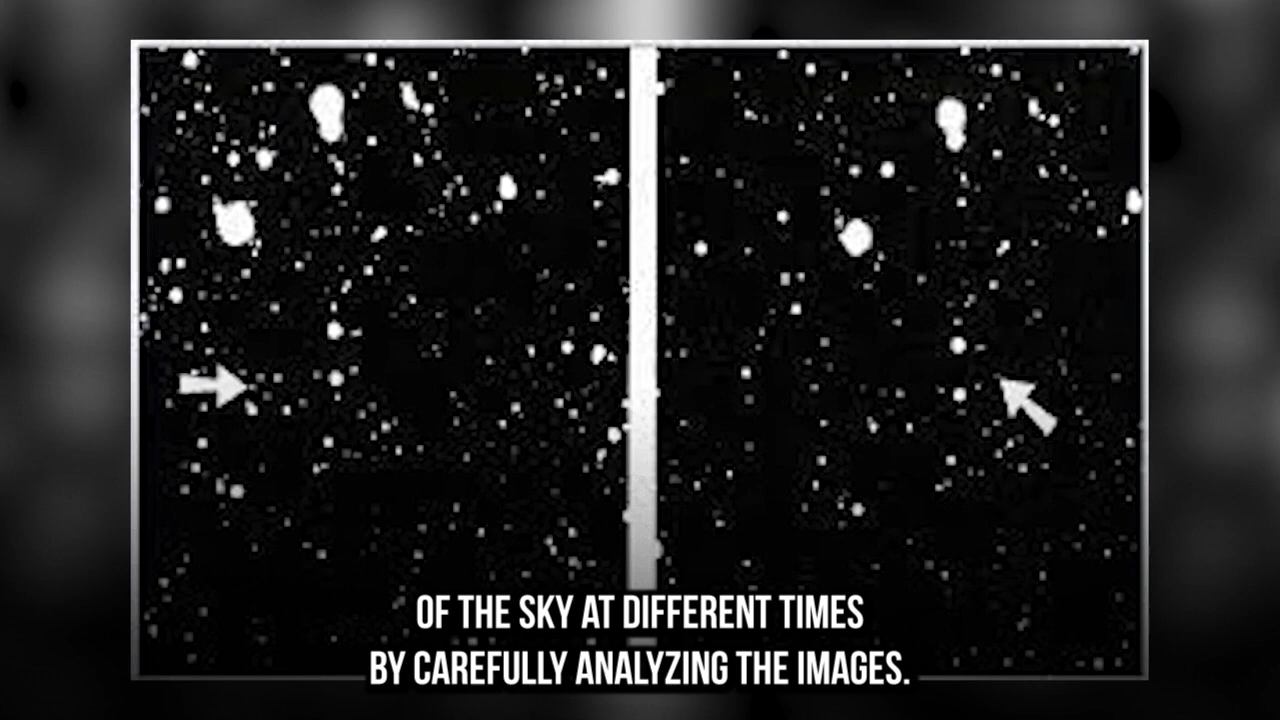 OF THE SKY AT DIFFERENT TIMES
BY CAREFULLY ANALYZING THE IMAGES.